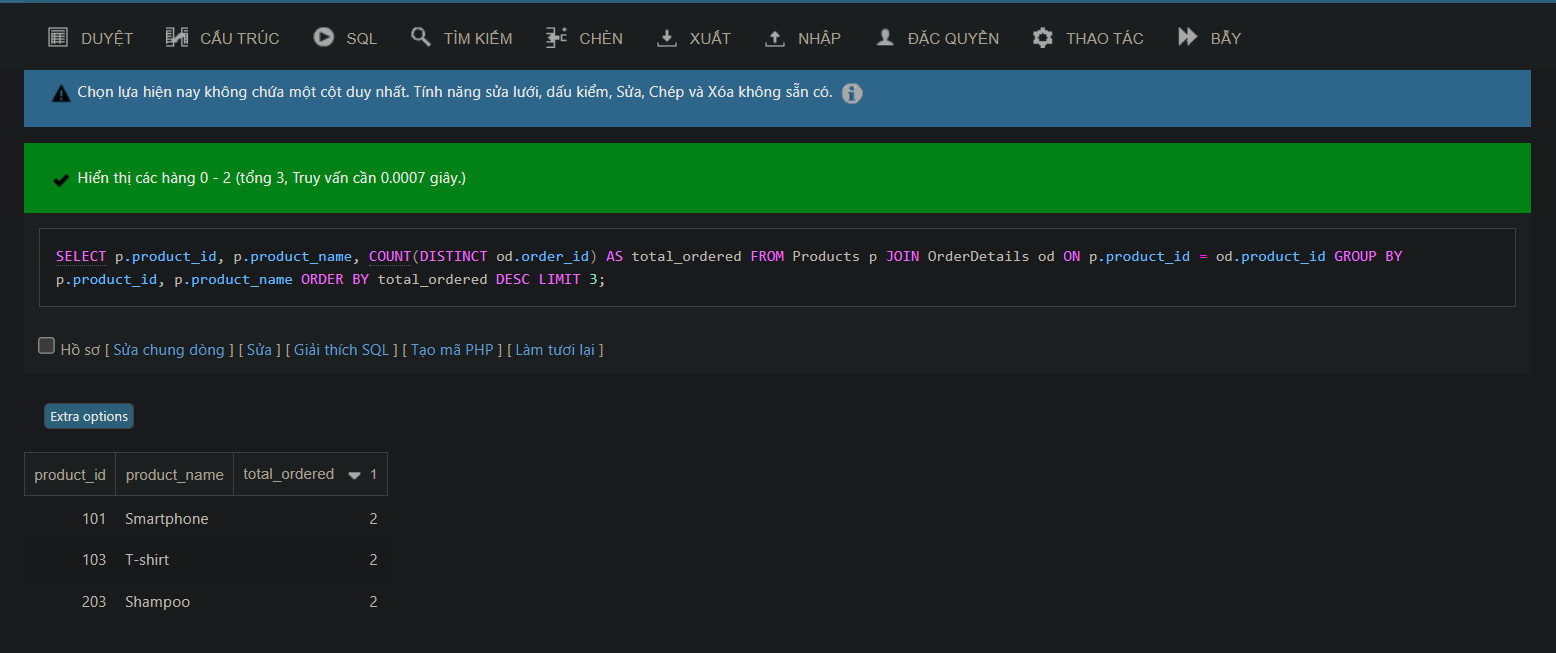 DUYỆT CẤU TRÚC SQL TÌM KIẾM CHÈN XUẤT NHẬP ĐẶC QUYỀN THAO TÁC BẪY
Chọn lựa hiện nay không chứa một cột duy nhất. Tính năng sửa lưới, dấu kiểm, Sửa, Chép và Xóa không sẵn có.
Hiển thị các hàng 0 - 2 (tổng 3, Truy vấn cần 0.0007 giây.)
SELECT p.product_id, p.product_name, COUNT(DISTINCT od.order_id) AS total_ordered FROM Products p JOIN OrderDetails od ON p.product_id = od.product_id GROUP BY
p.product_id, p.product_name ORDER BY total_ordered DESC LIMIT 3;
Hồ sơ [ Sửa chung dòng ] [ Sửa ] [ Giải thích SQL ] [ Tạo mã PHP ] [ Làm tươi lại ]
Extra options
product_id product_name total_ordered 1
101 Smartphone 2
103 T-shirt 2
203 Shampoo 2